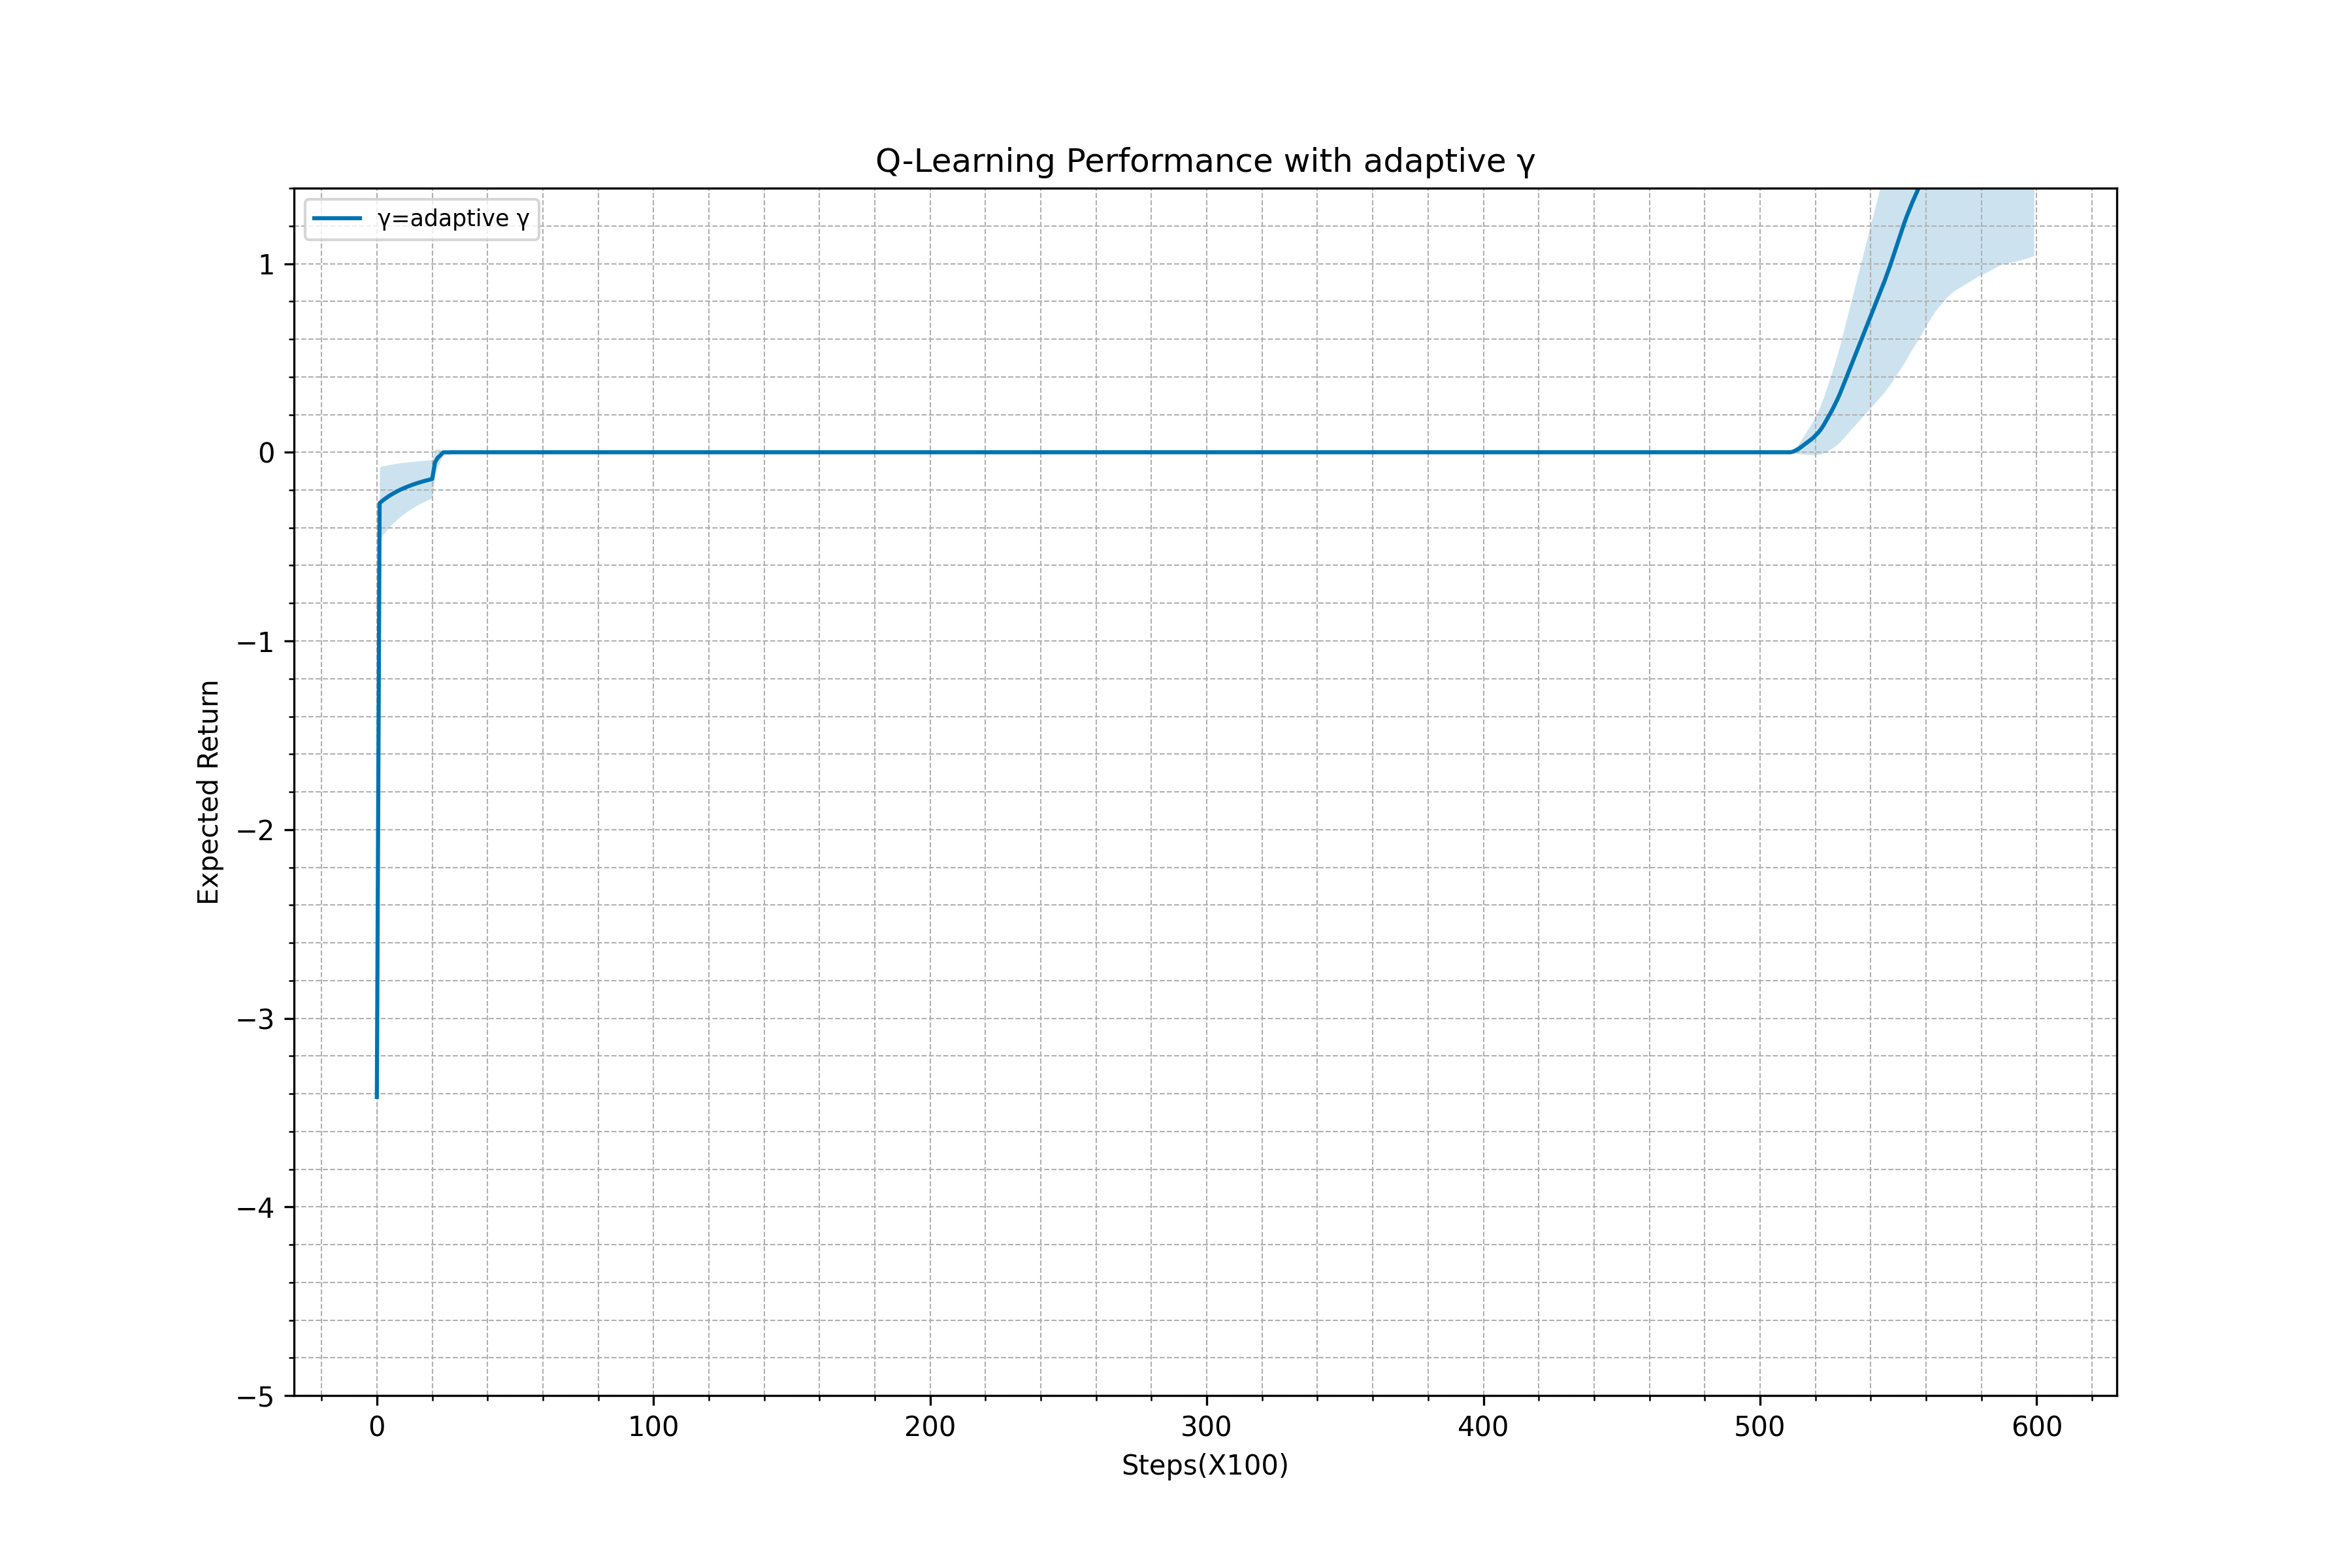 Q-Learning Performance with adaptive γ
γ=adaptive γ
1
0
−1
−2
−3
−4
−5
Expected Return
0 100 200 300 400 500 600
Steps(X100)